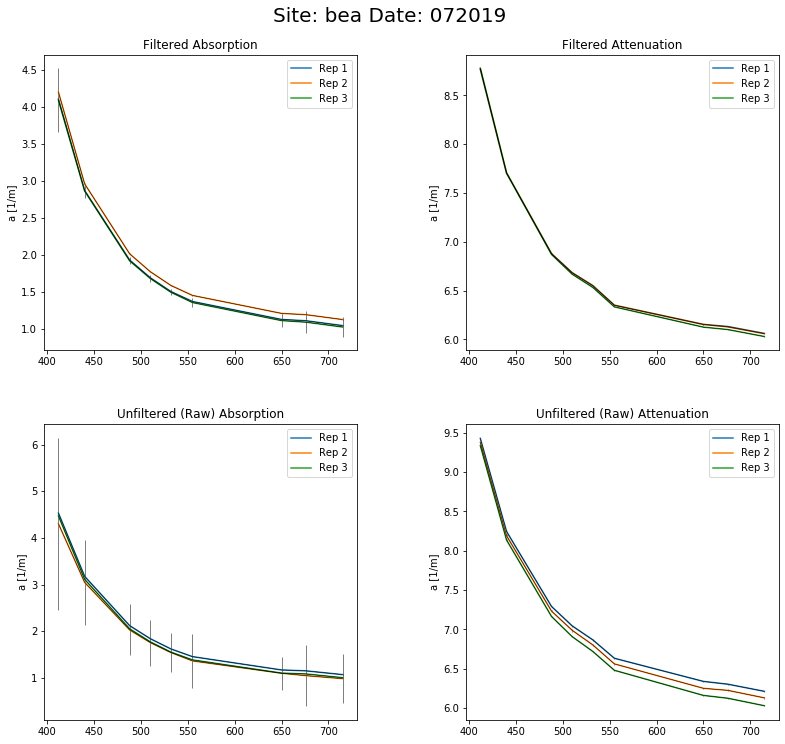 Site: bea Date: 072019
Filtered Absorption
a [1/m]
4.5
4.0
3.5
3.0
2.5
2.0
1.5
1.0
400 450 500 550 600 650 700
Rep 1
Rep 2
Rep 3
Filtered Attenuation
a [1/m]
8.5
8.0
7.5
7.0
6.5
6.0
400 450 500 550 600 650 700
Rep 1
Rep 2
Rep 3
Unfiltered (Raw) Absorption
a [1/m]
6
5
4
3
2
1
400 450 500 550 600 650 700
Rep 1
Rep 2
Rep 3
Unfiltered (Raw) Attenuation
a [1/m]
9.5
9.0
8.5
8.0
7.5
7.0
6.5
6.0
400 450 500 550 600 650 700
Rep 1
Rep 2
Rep 3